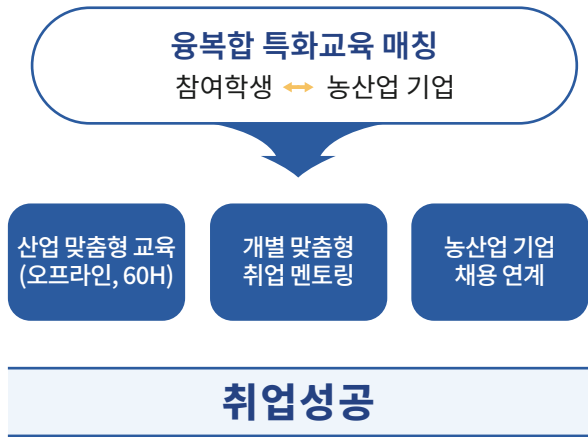 융복합 특화교육 매칭
참여학생 ↔ 농산업 기업
산업 맞춤형 교육
(오프라인, 60H)
개별 맞춤형
취업 멘토링
농산업 기업
채용 연계
취업성공